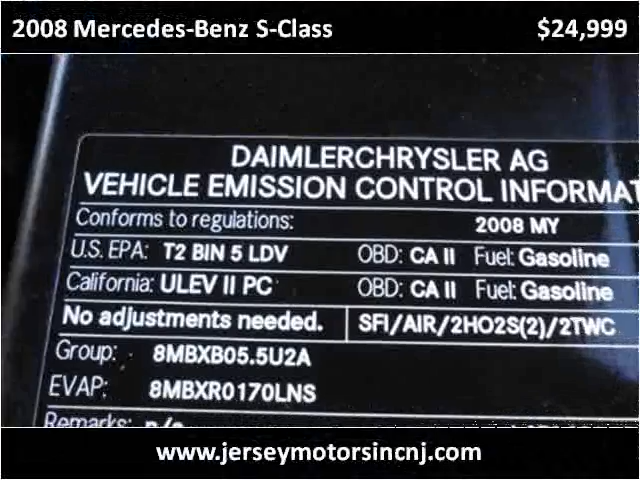 2008 Mercedes-Benz S-Class $24,999
DAIMLERCHRYSLER AG
VEHICLE EMISSION CONTROL INFORMAT
Conforms to regulations: 2008 MY
U.S. EPA: T2 BIN 5 LDV OBD: CA II Fuel: Gasoline
California: ULEV II PC OBD: CA II Fuel: Gasoline
No adjustments needed. SFI/AIR/2HO2S(2)/2TWC
Group: 8MBXB05.5U2A
EVAP: 8MBXR0170LNS
Remarks: n/a
www.jerseymotorsincnj.com